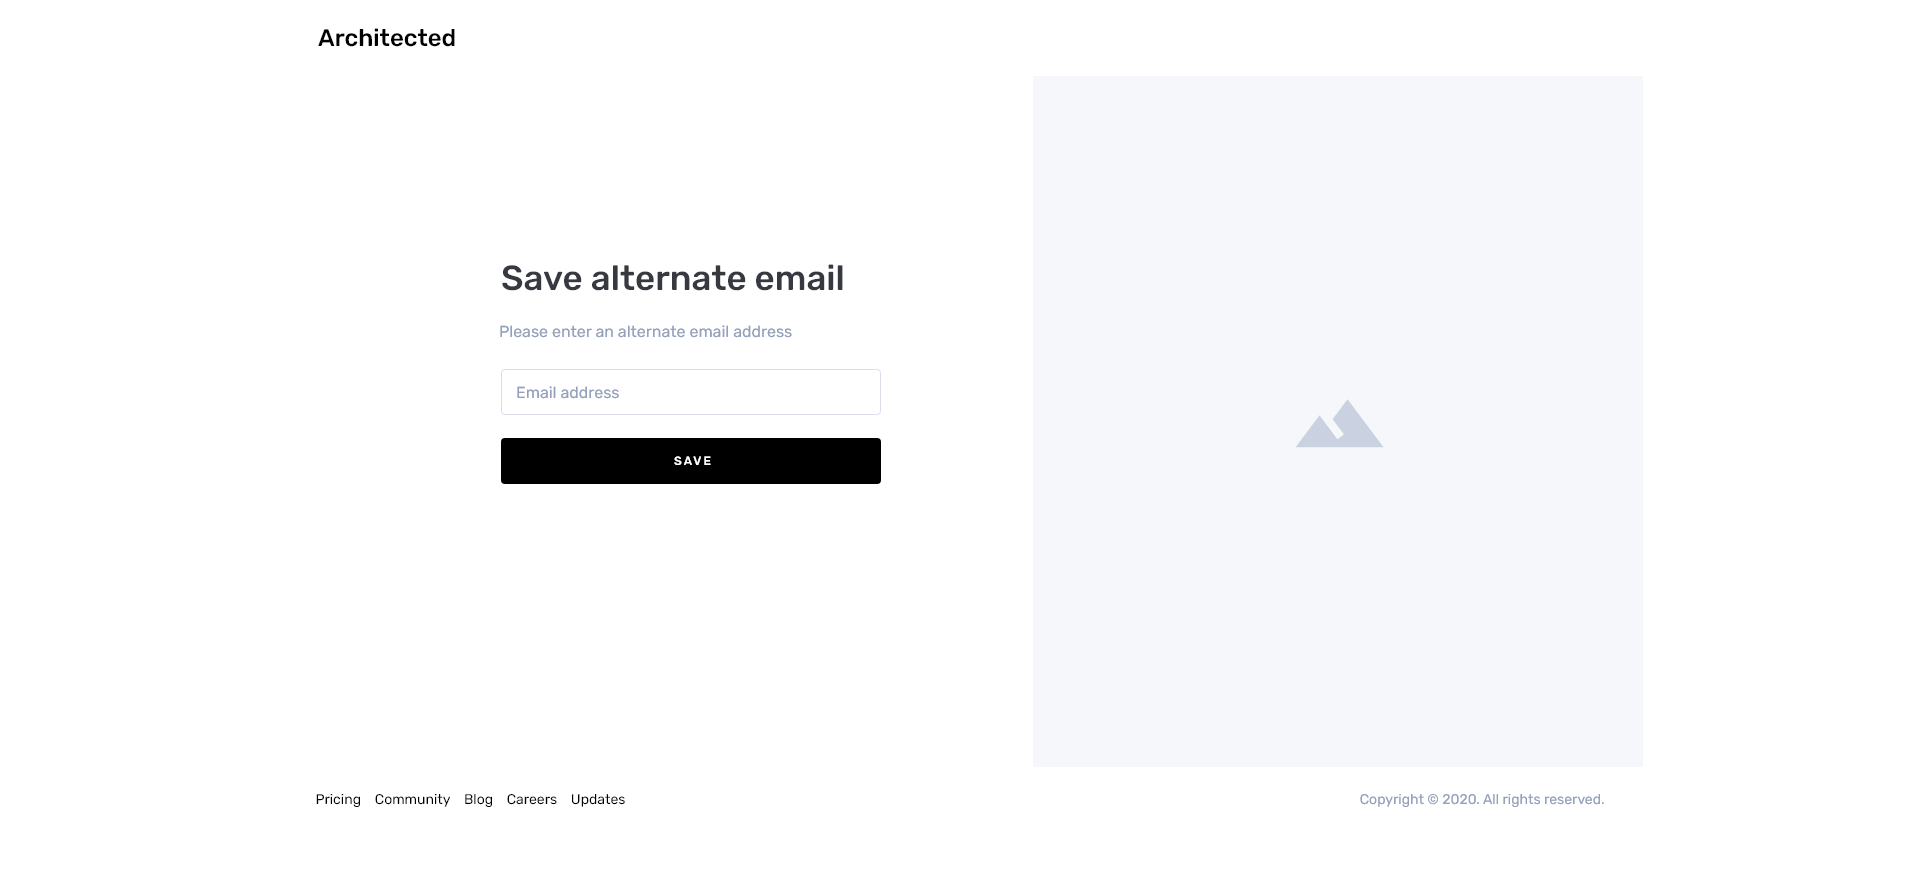 Architected
Save alternate email
Please enter an alternate email address
Email address
SAVE
Pricing Community Blog Careers Updates
Copyright © 2020. All rights reserved.